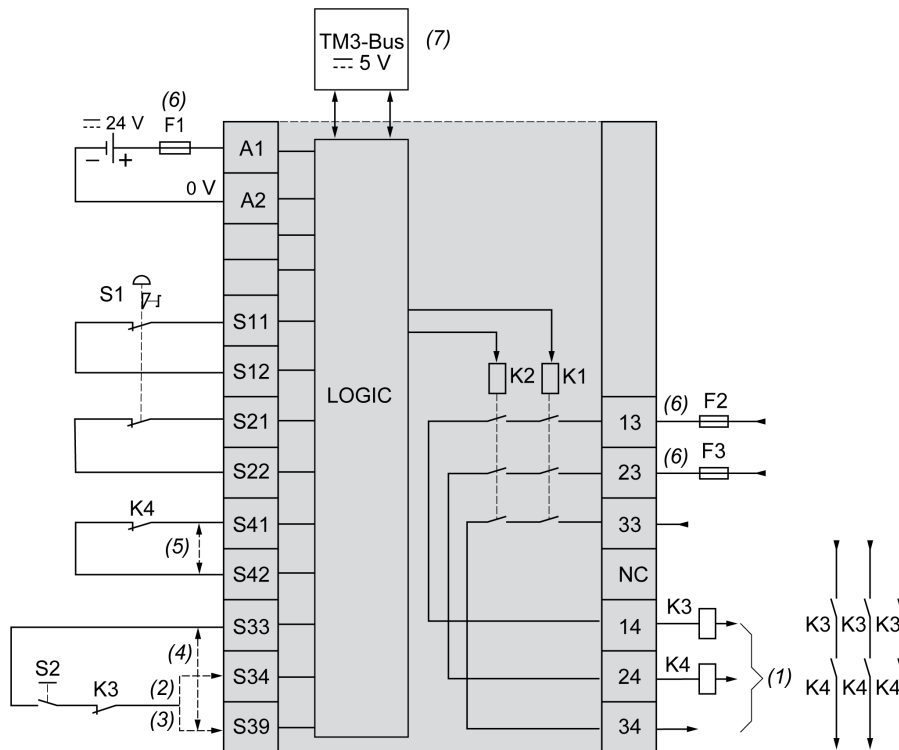 TM3-Bus
⎓ 5 V
(7)
⎓ 24 V
(6)
F1
− +
0 V
A1
A2
S1
S11
S12
S21
S22
K4
(5)
S41
S42
S33
(4)
S2
K3
(2)
(3)
S34
S39
LOGIC
K2
K1
13
(6)
F2
23
(6)
F3
33
NC
14
K3
24
K4
34
(1)
K3 K3 K3
K4 K4 K4